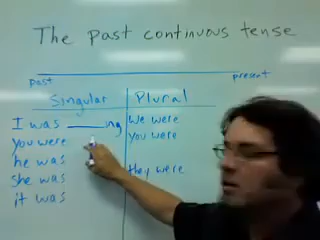 The past continuous tense
past present
Singular Plural
I was ____ing we were
you were you were
he was
she was they were
it was